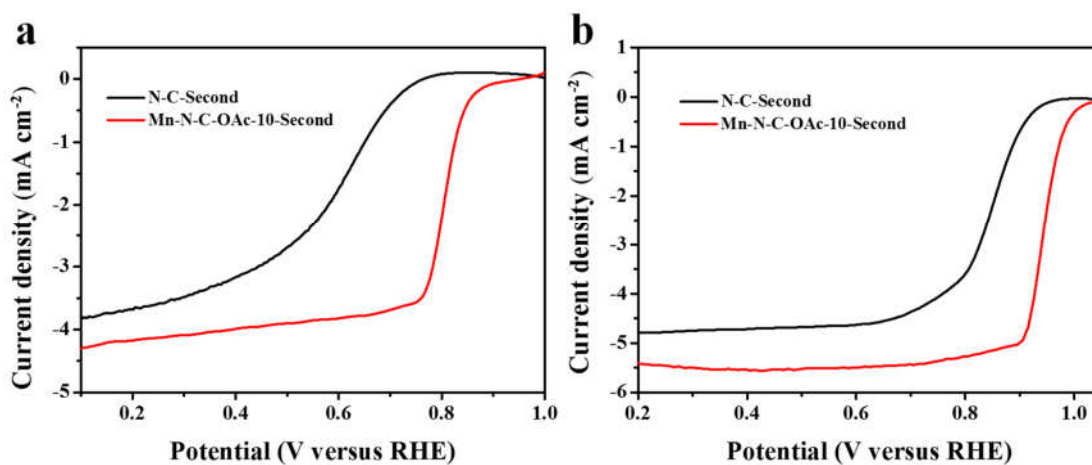 a
0
-1
-2
-3
-4
-5
0.2
0.4
0.6
0.8
1.0
Current density (mA cm⁻²)
Potential (V versus RHE)
N-C-Second
Mn-N-C-OAc-10-Second
b
1
0
-1
-2
-3
-4
-5
-6
0.2
0.4
0.6
0.8
1.0
Current density (mA cm⁻²)
Potential (V versus RHE)
N-C-Second
Mn-N-C-OAc-10-Second